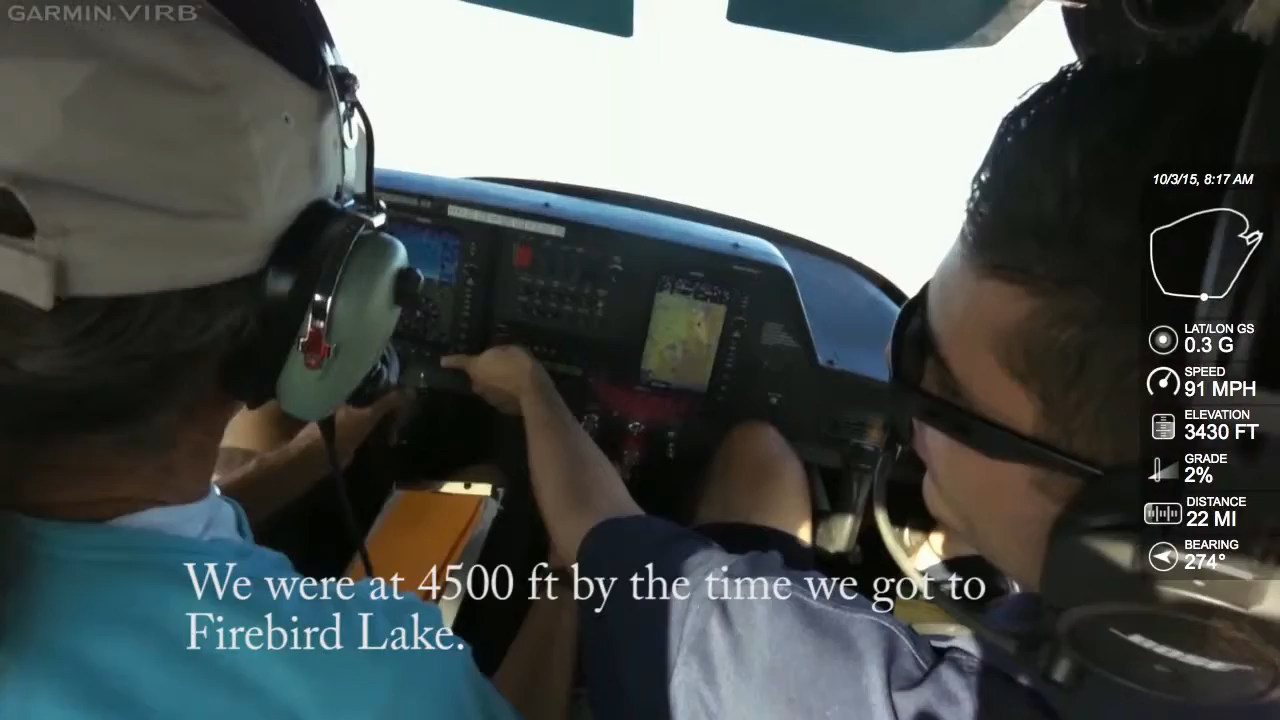 GARMIN.VIRB
10/3/15, 8:17 AM
LAT/LON GS
0.3 G
SPEED
91 MPH
ELEVATION
3430 FT
GRADE
2%
DISTANCE
22 MI
BEARING
274°
We were at 4500 ft by the time we got to
Firebird Lake.